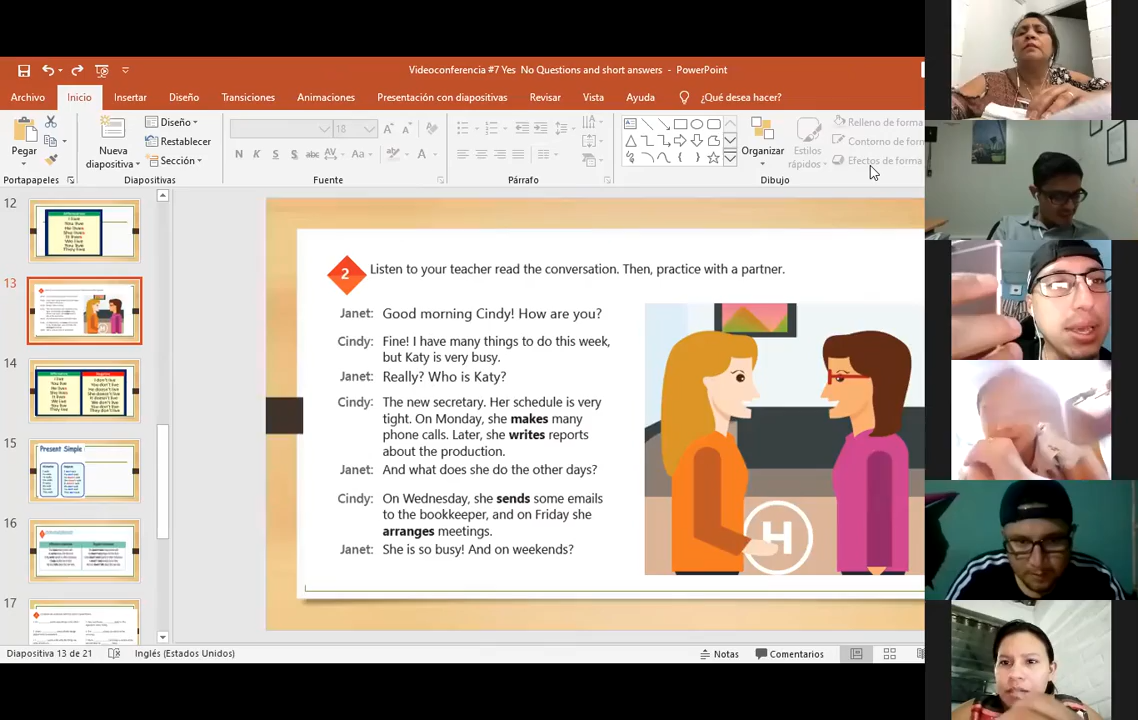 Videoconferencia #7 Yes No Questions and short answers - PowerPoint
Archivo Inicio Insertar Diseño Transiciones Animaciones Presentación con diapositivas Revisar Vista Ayuda ¿Qué desea hacer?
Pegar
Nueva diapositiva
Diseño
Restablecer
Sección
18
N K S S abc AV Aa A
Organizar
Estilos rápidos
Relleno de forma
Contorno de form
Efectos de forma
Portapapeles Diapositivas Fuente Párrafo Dibujo
12
13
14
15
Present Simple
16
17
2 Listen to your teacher read the conversation. Then, practice with a partner.
Janet: Good morning Cindy! How are you?
Cindy: Fine! I have many things to do this week,
but Katy is very busy.
Janet: Really? Who is Katy?
Cindy: The new secretary. Her schedule is very
tight. On Monday, she makes many
phone calls. Later, she writes reports
about the production.
Janet: And what does she do the other days?
Cindy: On Wednesday, she sends some emails
to the bookkeeper, and on Friday she
arranges meetings.
Janet: She is so busy! And on weekends?
H
Diapositiva 13 de 21 Inglés (Estados Unidos) Notas Comentarios